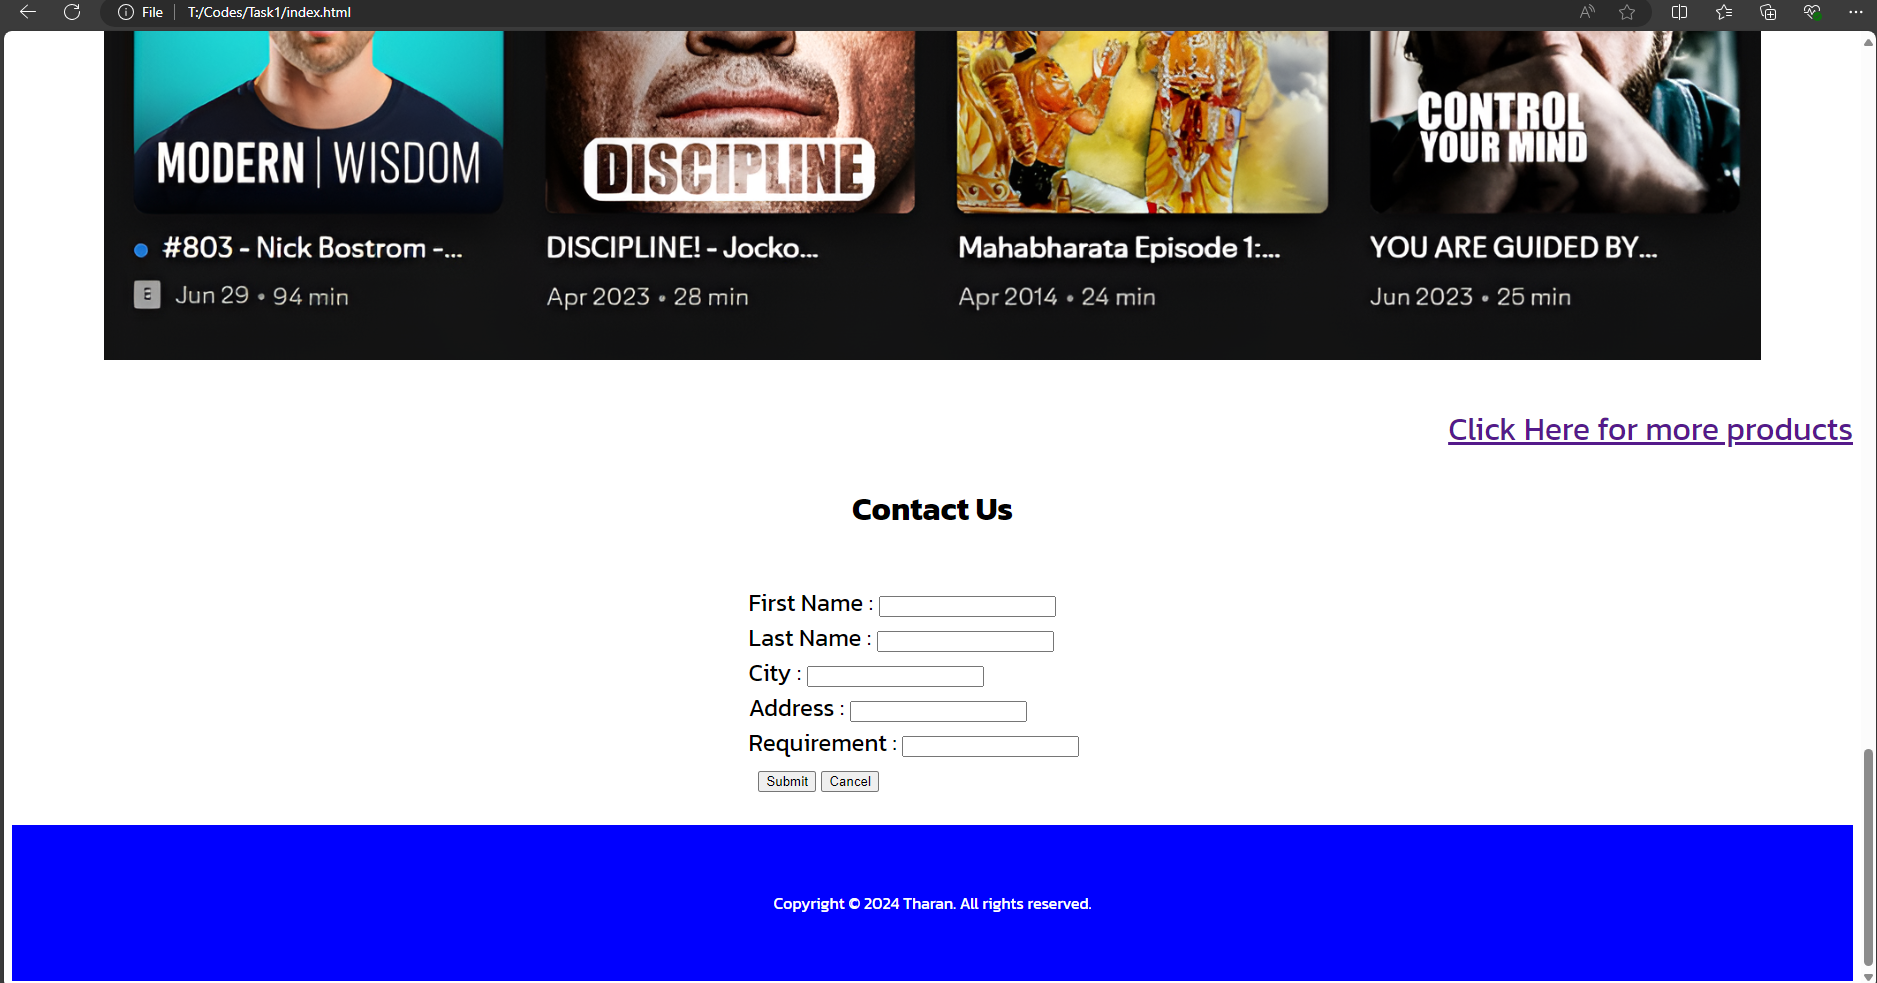 File T:/Codes/Task1/index.html
MODERN | WISDOM
DISCIPLINE
CONTROL
YOUR MIND
#803 - Nick Bostrom -...
DISCIPLINE! - Jocko...
Mahabharata Episode 1:...
YOU ARE GUIDED BY...
E Jun 29 • 94 min
Apr 2023 • 28 min
Apr 2014 • 24 min
Jun 2023 • 25 min
Click Here for more products
Contact Us
First Name :
Last Name :
City :
Address :
Requirement :
Submit Cancel
Copyright © 2024 Tharan. All rights reserved.